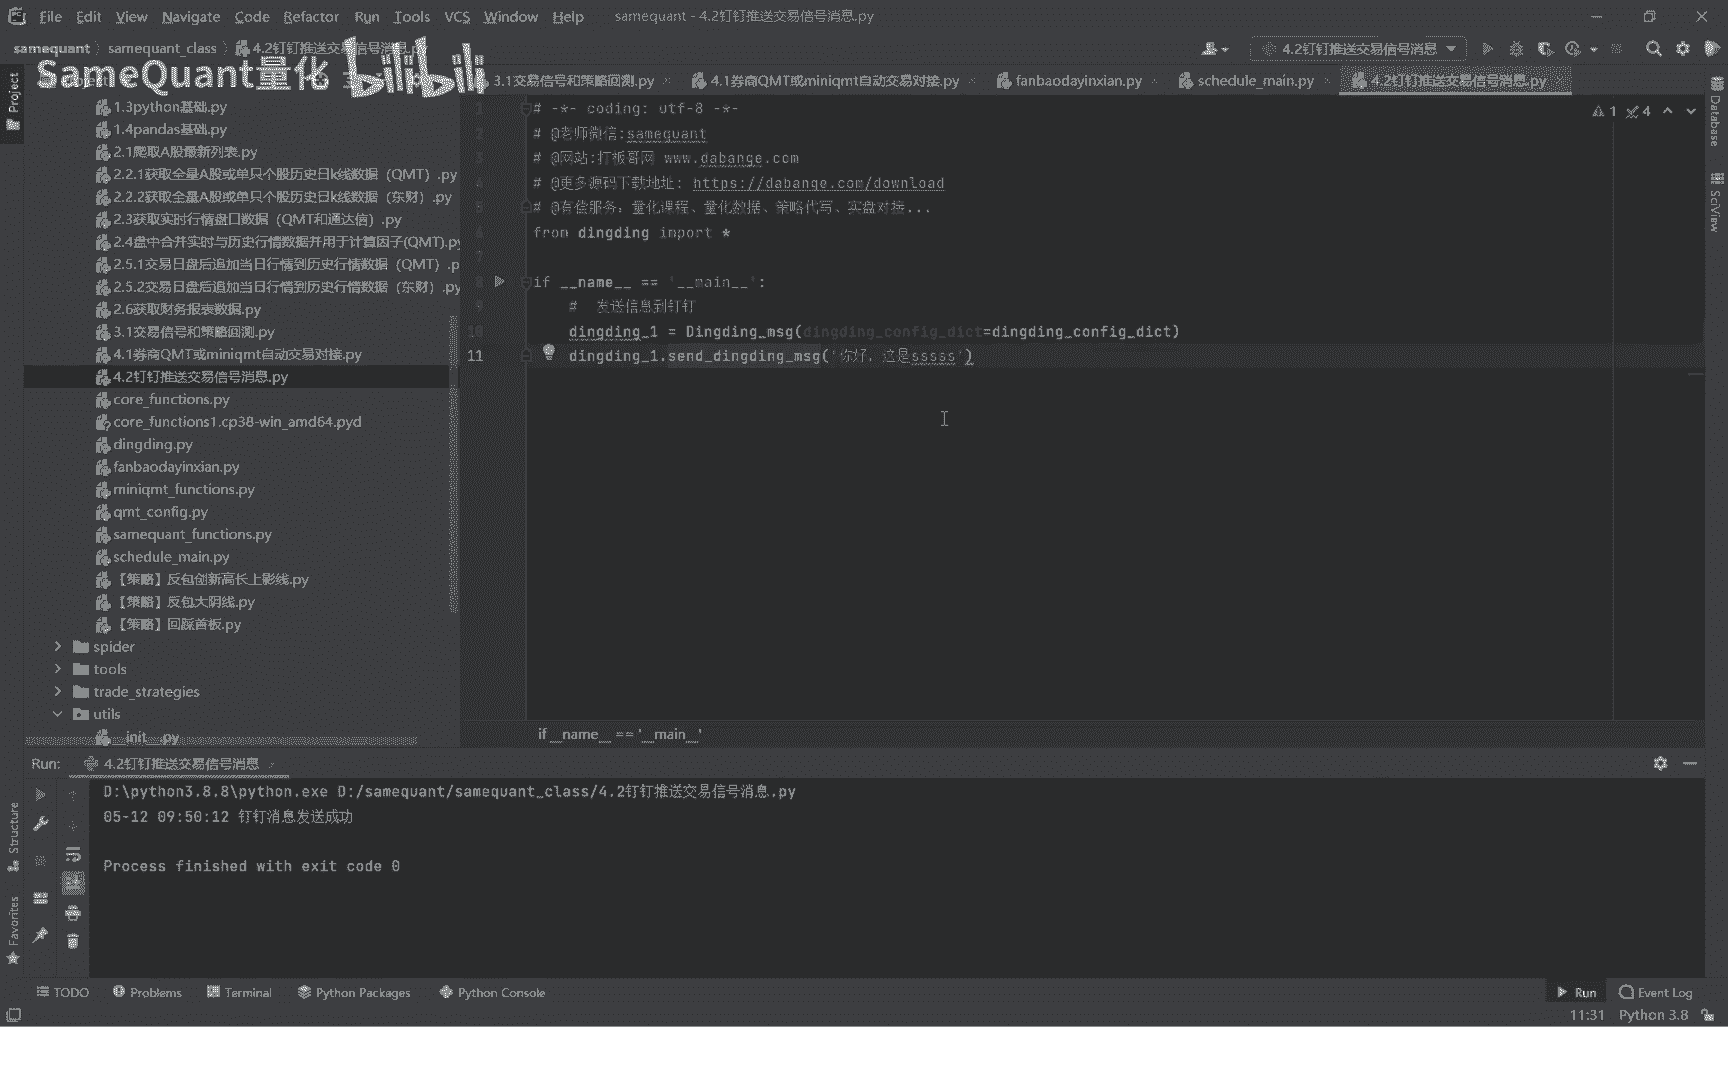 File Edit View Navigate Code Refactor Run Tools VCS Window Help samequant - 4.2钉钉推送交易信号消息.py
samequant samequant_class 4.2钉钉推送交易信号消息.py 4.2钉钉推送交易信号消息
SameQuant量化 bilibili
3.1交易信号和策略回测.py 4.1券商QMT或miniqmt自动交易对接.py fanbaodayinxian.py schedule_main.py 4.2钉钉推送交易信号消息.py
Project
Database
SciView
1.3python基础.py
1.4pandas基础.py
2.1爬取A股最新列表.py
2.2.1获取全量A股或单只个股历史日k线数据（QMT）.py
2.2.2获取全量A股或单只个股历史日k线数据（东财）.py
2.3获取实时行情盘口数据（QMT和通达信）.py
2.4盘中合并实时与历史行情数据并用于计算因子(QMT).py
2.5.1交易日盘后追加当日行情到历史行情数据（QMT）.p
2.5.2交易日盘后追加当日行情到历史行情数据（东财）.py
2.6获取财务报表数据.py
3.1交易信号和策略回测.py
4.1券商QMT或miniqmt自动交易对接.py
4.2钉钉推送交易信号消息.py
core_functions.py
core_functions1.cp38-win_amd64.pyd
dingding.py
fanbaodayinxian.py
miniqmt_functions.py
qmt_config.py
samequant_functions.py
schedule_main.py
【策略】反包创新高长上影线.py
【策略】反包大阴线.py
【策略】回踩首板.py
spider
tools
trade_strategies
utils
__init__.py
1 # -*- coding: utf-8 -*-
2 # @老师微信:samequant
3 # @网站:打板哥网 www.dabange.com
4 # @更多源码下载地址: https://dabange.com/download
5 # @有偿服务：量化课程、量化数据、策略代写、实盘对接...
6 from dingding import *
7
8 if __name__ == '__main__':
9 # 发送信息到钉钉
10 dingding_1 = Dingding_msg(dingding_config_dict=dingding_config_dict)
11 dingding_1.send_dingding_msg('你好，这是sssss')
1 4
if __name__ == '__main__'
Run: 4.2钉钉推送交易信号消息
D:\python3.8.8\python.exe D:/samequant/samequant_class/4.2钉钉推送交易信号消息.py
05-12 09:50:12 钉钉消息发送成功
Process finished with exit code 0
Structure
Favorites
TODO Problems Terminal Python Packages Python Console Run Event Log
11:31 Python 3.8